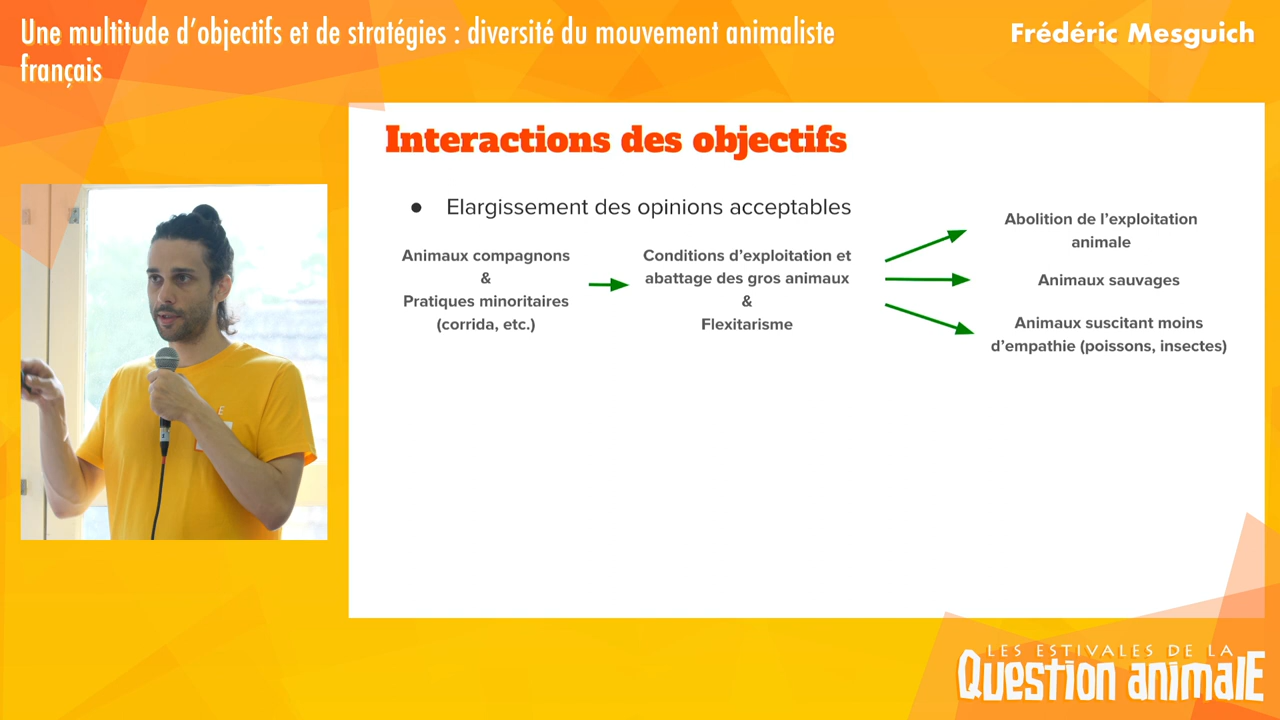 Une multitude d'objectifs et de stratégies : diversité du mouvement animaliste
français
Frédéric Mesguich
Interactions des objectifs
● Elargissement des opinions acceptables
Animaux compagnons
&
Pratiques minoritaires
(corrida, etc.)
Conditions d'exploitation et
abattage des gros animaux
&
Flexitarisme
Abolition de l'exploitation
animale
Animaux sauvages
Animaux suscitant moins
d'empathie (poissons, insectes)
E
LES ESTIVALES DE LA
QuEstion animalE